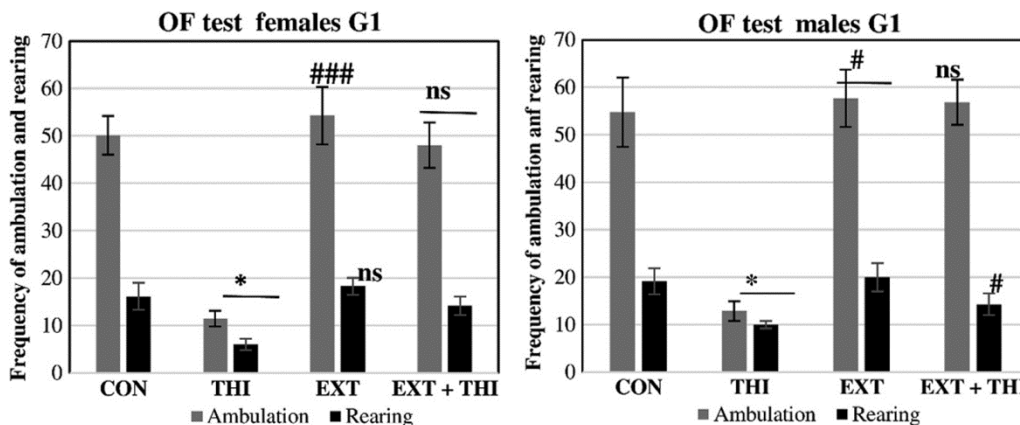 OF test females G1
Frequency of ambulation and rearing
70
60
50
40
30
20
10
0
###
ns
*
ns
CON THI EXT EXT + THI
Ambulation Rearing
OF test males G1
Frequency of ambulation anf rearing
70
60
50
40
30
20
10
0
#
ns
*
#
CON THI EXT EXT + THI
Ambulation Rearing